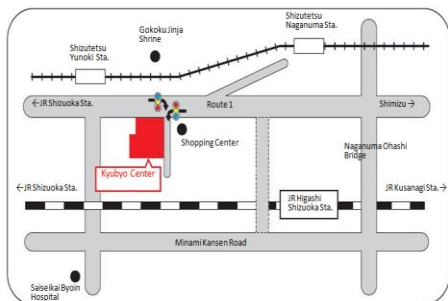 Gokoku Jinja
Shrine
Shizutetsu
Naganuma Sta.
Shizutetsu
Yunoki Sta.
←JR Shizuoka Sta.
Route 1
Shimizu→
Shopping Center
Naganuma Ohashi
Bridge
Kyubyo Center
←JR Shizuoka Sta.
JR Higashi
Shizuoka Sta.
JR Kusanagi Sta.→
Minami Kansen Road
Saiseikai Byoin
Hospital